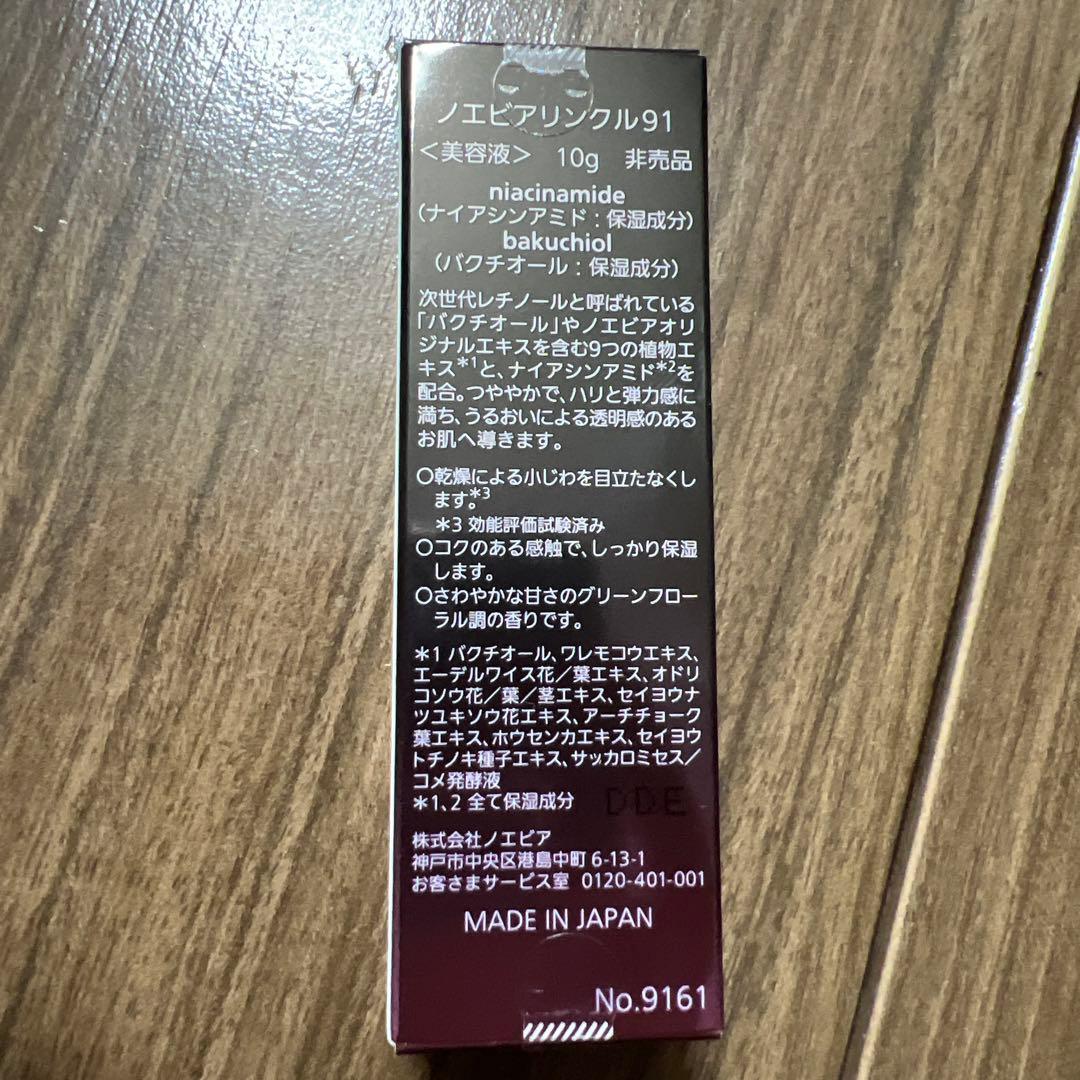 ノエビアリンクル91
＜美容液＞ 10g 非売品
niacinamide
（ナイアシンアミド：保湿成分）
bakuchiol
（バクチオール：保湿成分）
次世代レチノールと呼ばれている
「バクチオール」やノエビアオリ
ジナルエキスを含む9つの植物エ
キス*1と、ナイアシンアミド*2を
配合。つややかで、ハリと弾力感に
満ち、うるおいによる透明感のある
お肌へ導きます。
○乾燥による小じわを目立たなくし
ます。*3
*3 効能評価試験済み
○コクのある感触で、しっかり保湿
します。
○さわやかな甘さのグリーンフロー
ラル調の香りです。
*1 バクチオール、ワレモコウエキス、
エーデルワイス花／葉エキス、オドリ
コソウ花／葉／茎エキス、セイヨウナ
ツユキソウ花エキス、アーチチョーク
葉エキス、ホウセンカエキス、セイヨウ
トチノキ種子エキス、サッカロミセス／
コメ発酵液
*1、2 全て保湿成分
DDE
株式会社ノエビア
神戸市中央区港島中町 6-13-1
お客さまサービス室 0120-401-001
MADE IN JAPAN
No.9161